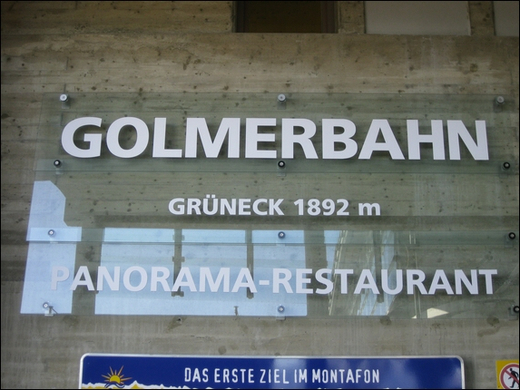 GOLMERBAHN
GRÜNECK 1892 m
PANORAMA-RESTAURANT
DAS ERSTE ZIEL IM MONTAFON